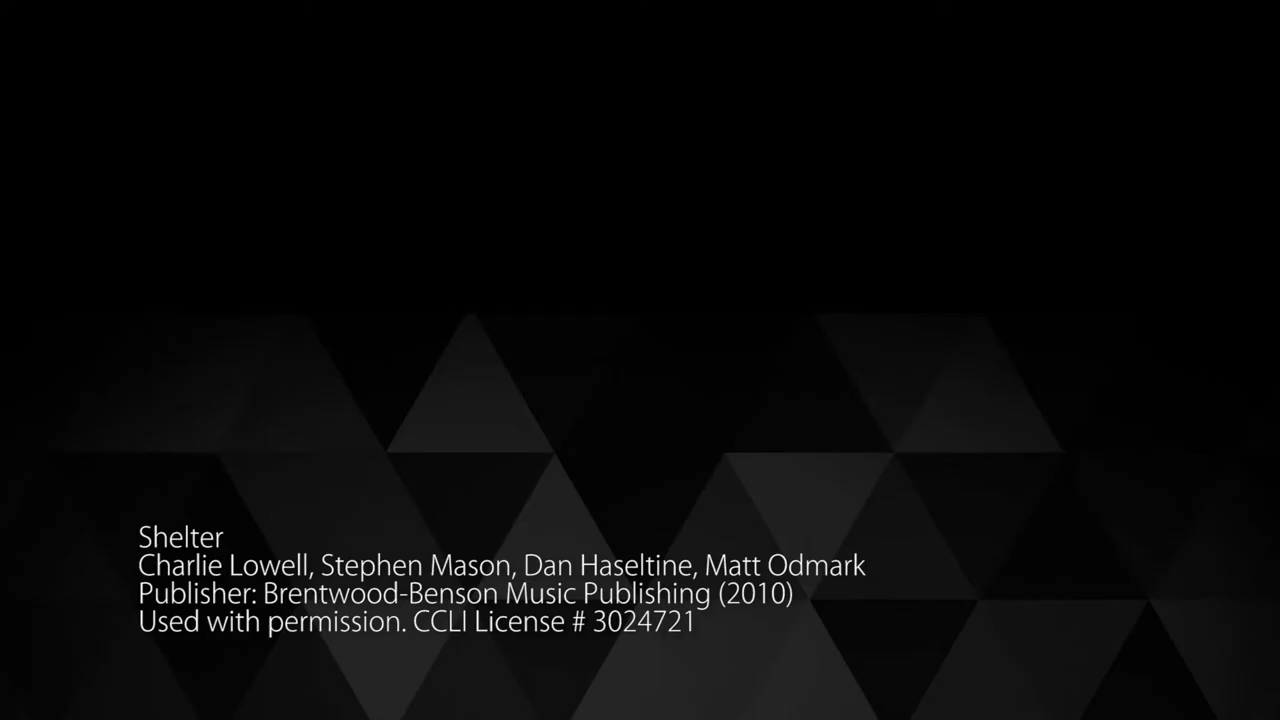 Shelter
Charlie Lowell, Stephen Mason, Dan Haseltine, Matt Odmark
Publisher: Brentwood-Benson Music Publishing (2010)
Used with permission. CCLI License # 3024721